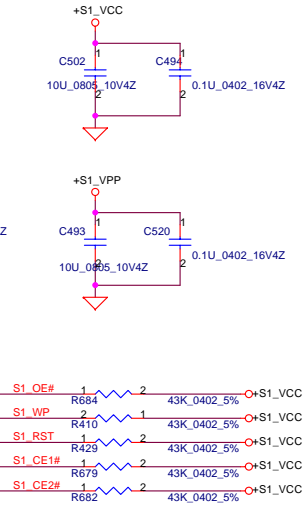 +S1_VCC
1 1
C502 C494
10U_0805_10V4Z 0.1U_0402_16V4Z
2 2
+S1_VPP
1 1
Z C493 C520
0.1U_0402_16V4Z
2 2
10U_0805_10V4Z
S1_OE# 1 2 +S1_VCC
R684 43K_0402_5%
S1_WP 2 1 +S1_VCC
R410 43K_0402_5%
S1_RST 1 2 +S1_VCC
R429 43K_0402_5%
S1_CE1# 1 2 +S1_VCC
R679 43K_0402_5%
S1_CE2# 1 2 +S1_VCC
R682 43K_0402_5%